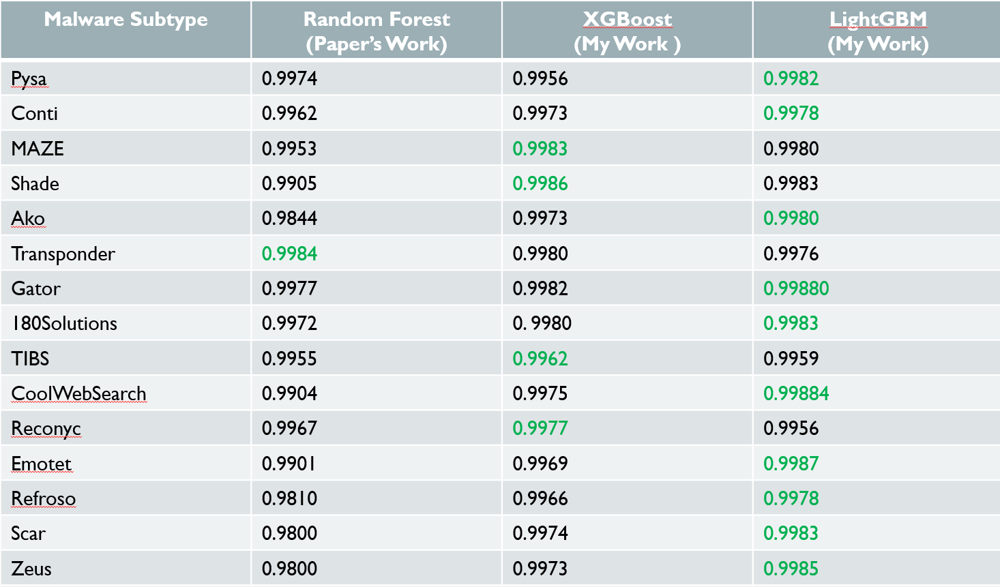 Malware Subtype Random Forest XGBoost LightGBM
(Paper's Work) (My Work ) (My Work)
Pysa 0.9974 0.9956 0.9982
Conti 0.9962 0.9973 0.9978
MAZE 0.9953 0.9983 0.9980
Shade 0.9905 0.9986 0.9983
Ako 0.9844 0.9973 0.9980
Transponder 0.9984 0.9980 0.9976
Gator 0.9977 0.9982 0.99880
180Solutions 0.9972 0. 9980 0.9983
TIBS 0.9955 0.9962 0.9959
CoolWebSearch 0.9904 0.9975 0.99884
Reconyc 0.9967 0.9977 0.9956
Emotet 0.9901 0.9969 0.9987
Refroso 0.9810 0.9966 0.9978
Scar 0.9800 0.9974 0.9983
Zeus 0.9800 0.9973 0.9985